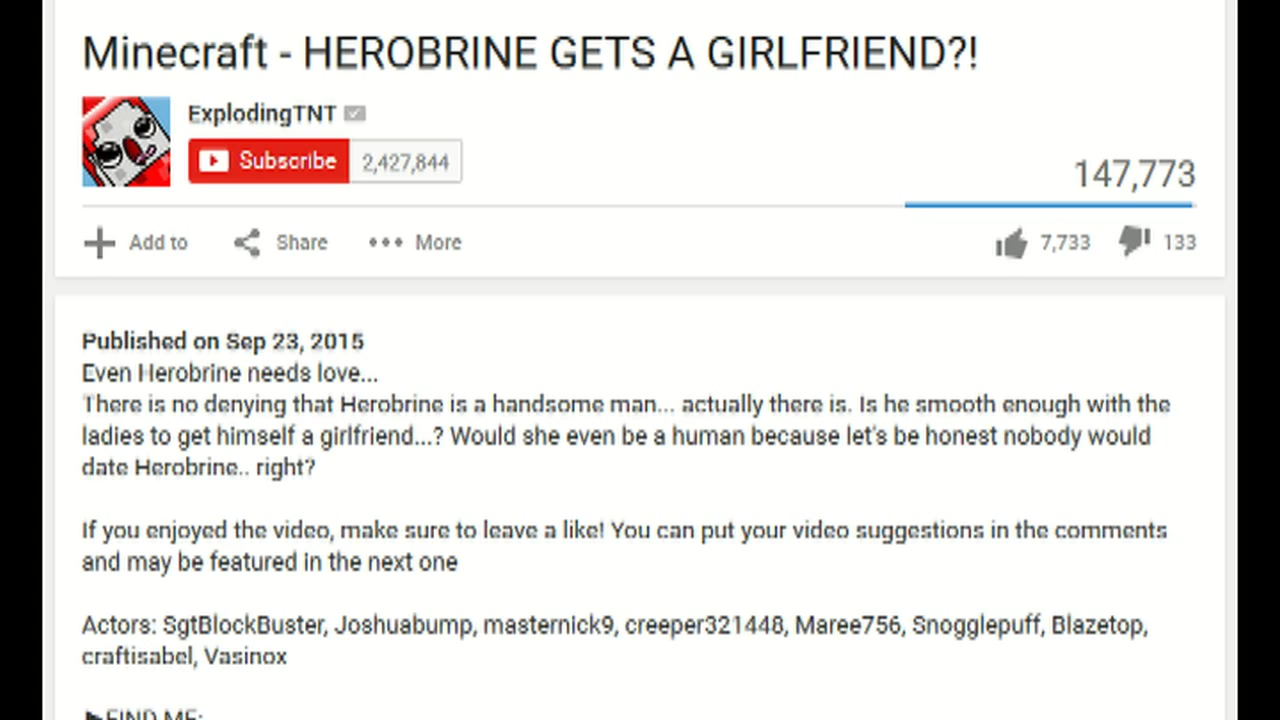 Minecraft - HEROBRINE GETS A GIRLFRIEND?!
ExplodingTNT
Subscribe 2,427,844
147,773
Add to Share More 7,733 133
Published on Sep 23, 2015
Even Herobrine needs love...
There is no denying that Herobrine is a handsome man... actually there is. Is he smooth enough with the
ladies to get himself a girlfriend...? Would she even be a human because let's be honest nobody would
date Herobrine.. right?
If you enjoyed the video, make sure to leave a like! You can put your video suggestions in the comments
and may be featured in the next one
Actors: SgtBlockBuster, Joshuabump, masternick9, creeper321448, Maree756, Snogglepuff, Blazetop,
craftisabel, Vasinox
►FIND ME: